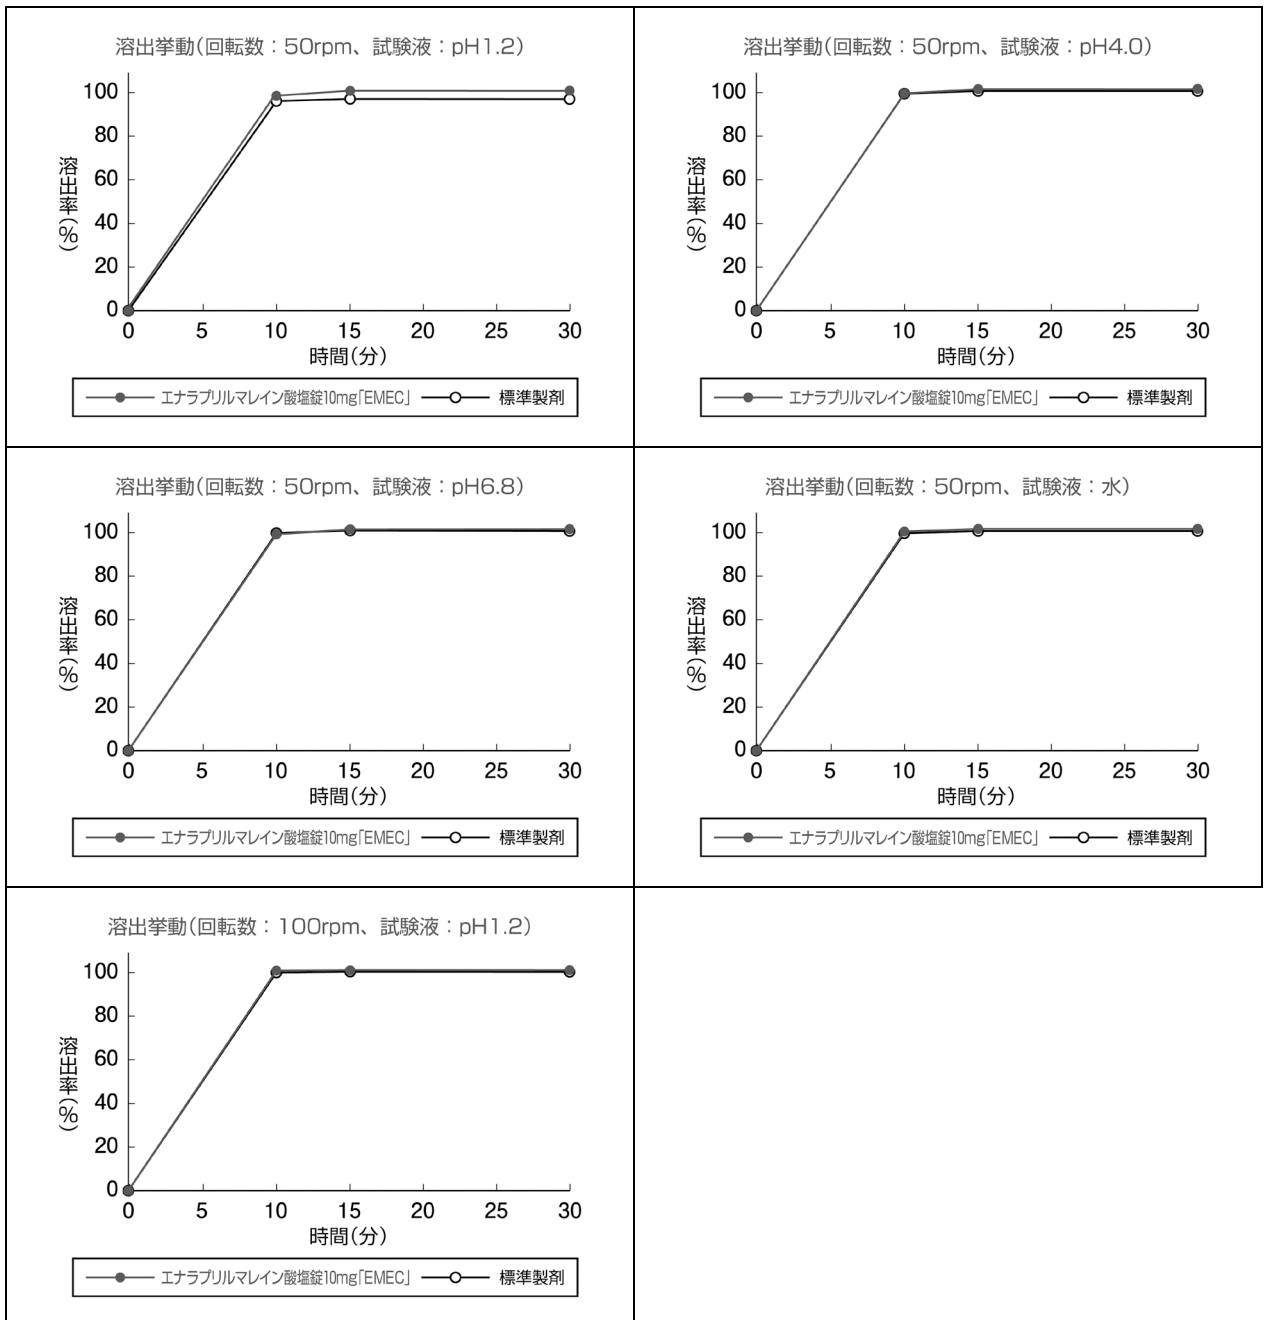 溶出挙動(回転数：50rpm、試験液：pH1.2)
100
80
60
40
20
0
溶出率(%)
0 5 10 15 20 25 30
時間(分)
エナラプリルマレイン酸塩錠10mg「EMEC」 標準製剤
溶出挙動(回転数：50rpm、試験液：pH4.0)
100
80
60
40
20
0
溶出率(%)
0 5 10 15 20 25 30
時間(分)
エナラプリルマレイン酸塩錠10mg「EMEC」 標準製剤
溶出挙動(回転数：50rpm、試験液：pH6.8)
100
80
60
40
20
0
溶出率(%)
0 5 10 15 20 25 30
時間(分)
エナラプリルマレイン酸塩錠10mg「EMEC」 標準製剤
溶出挙動(回転数：50rpm、試験液：水)
100
80
60
40
20
0
溶出率(%)
0 5 10 15 20 25 30
時間(分)
エナラプリルマレイン酸塩錠10mg「EMEC」 標準製剤
溶出挙動(回転数：100rpm、試験液：pH1.2)
100
80
60
40
20
0
溶出率(%)
0 5 10 15 20 25 30
時間(分)
エナラプリルマレイン酸塩錠10mg「EMEC」 標準製剤